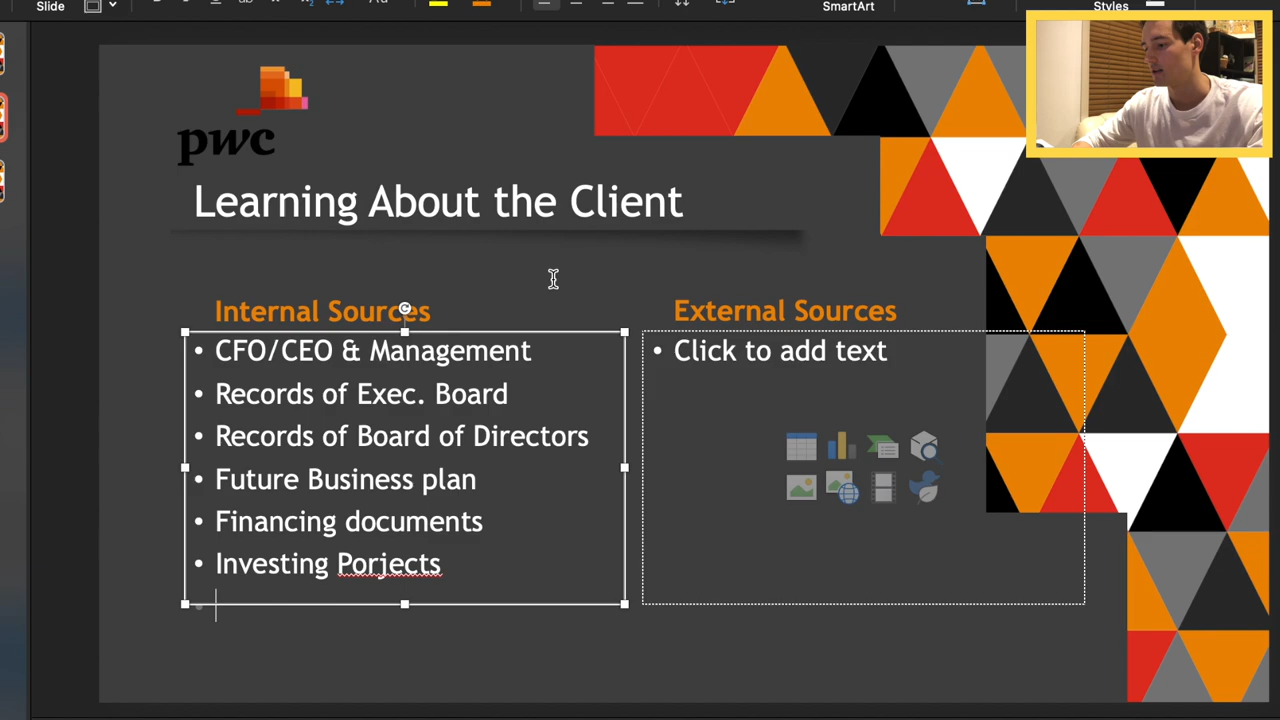 Slide
SmartArt
Styles
pwc
Learning About the Client
Internal Sources
• CFO/CEO & Management
• Records of Exec. Board
• Records of Board of Directors
• Future Business plan
• Financing documents
• Investing Porjects
External Sources
• Click to add text